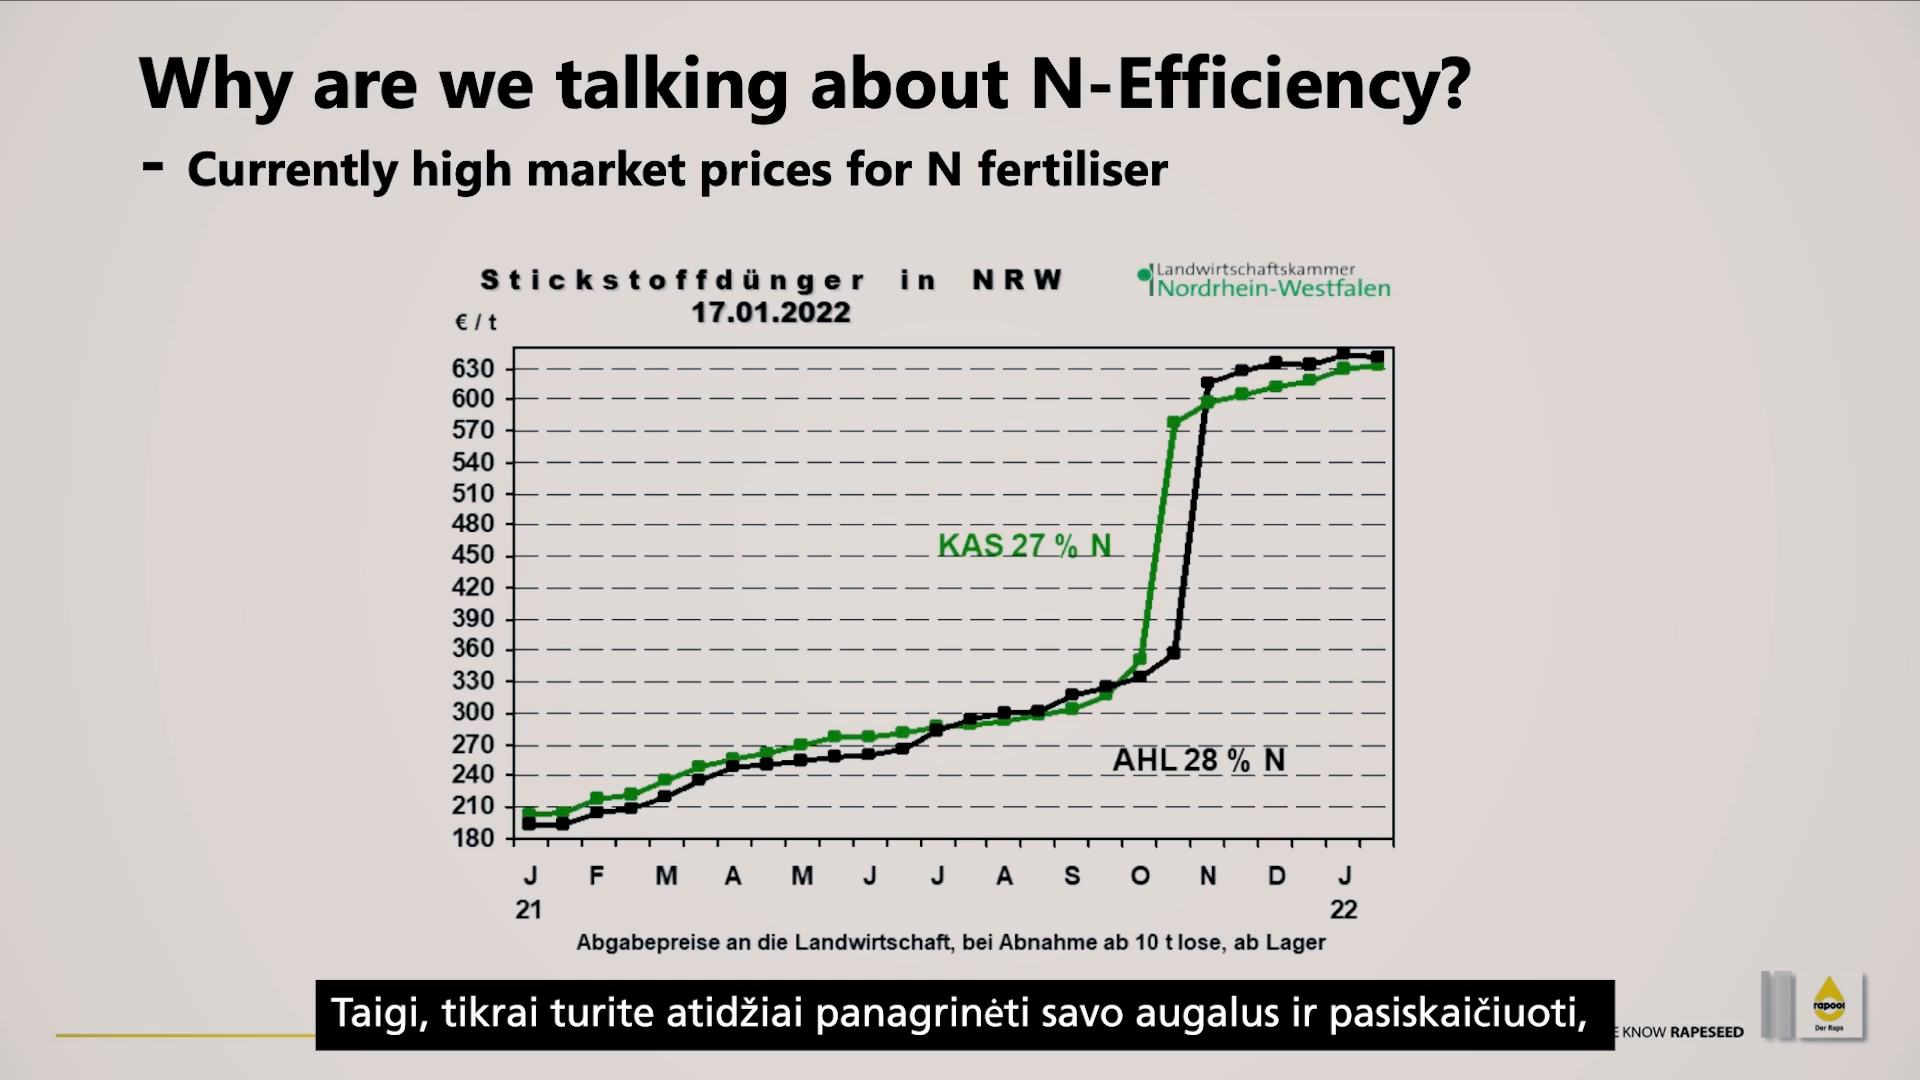 Why are we talking about N-Efficiency?
- Currently high market prices for N fertiliser
Stickstoffdünger in NRW
17.01.2022
Landwirtschaftskammer
Nordrhein-Westfalen
€ / t
630
600
570
540
510
480
450
420
390
360
330
300
270
240
210
180
KAS 27 % N
AHL 28 % N
J F M A M J J A S O N D J
21 22
Abgabepreise an die Landwirtschaft, bei Abnahme ab 10 t lose, ab Lager
Taigi, tikrai turite atidžiai panagrinėti savo augalus ir pasiskaičiuoti,
E KNOW RAPESEED
rapool
Der Raps